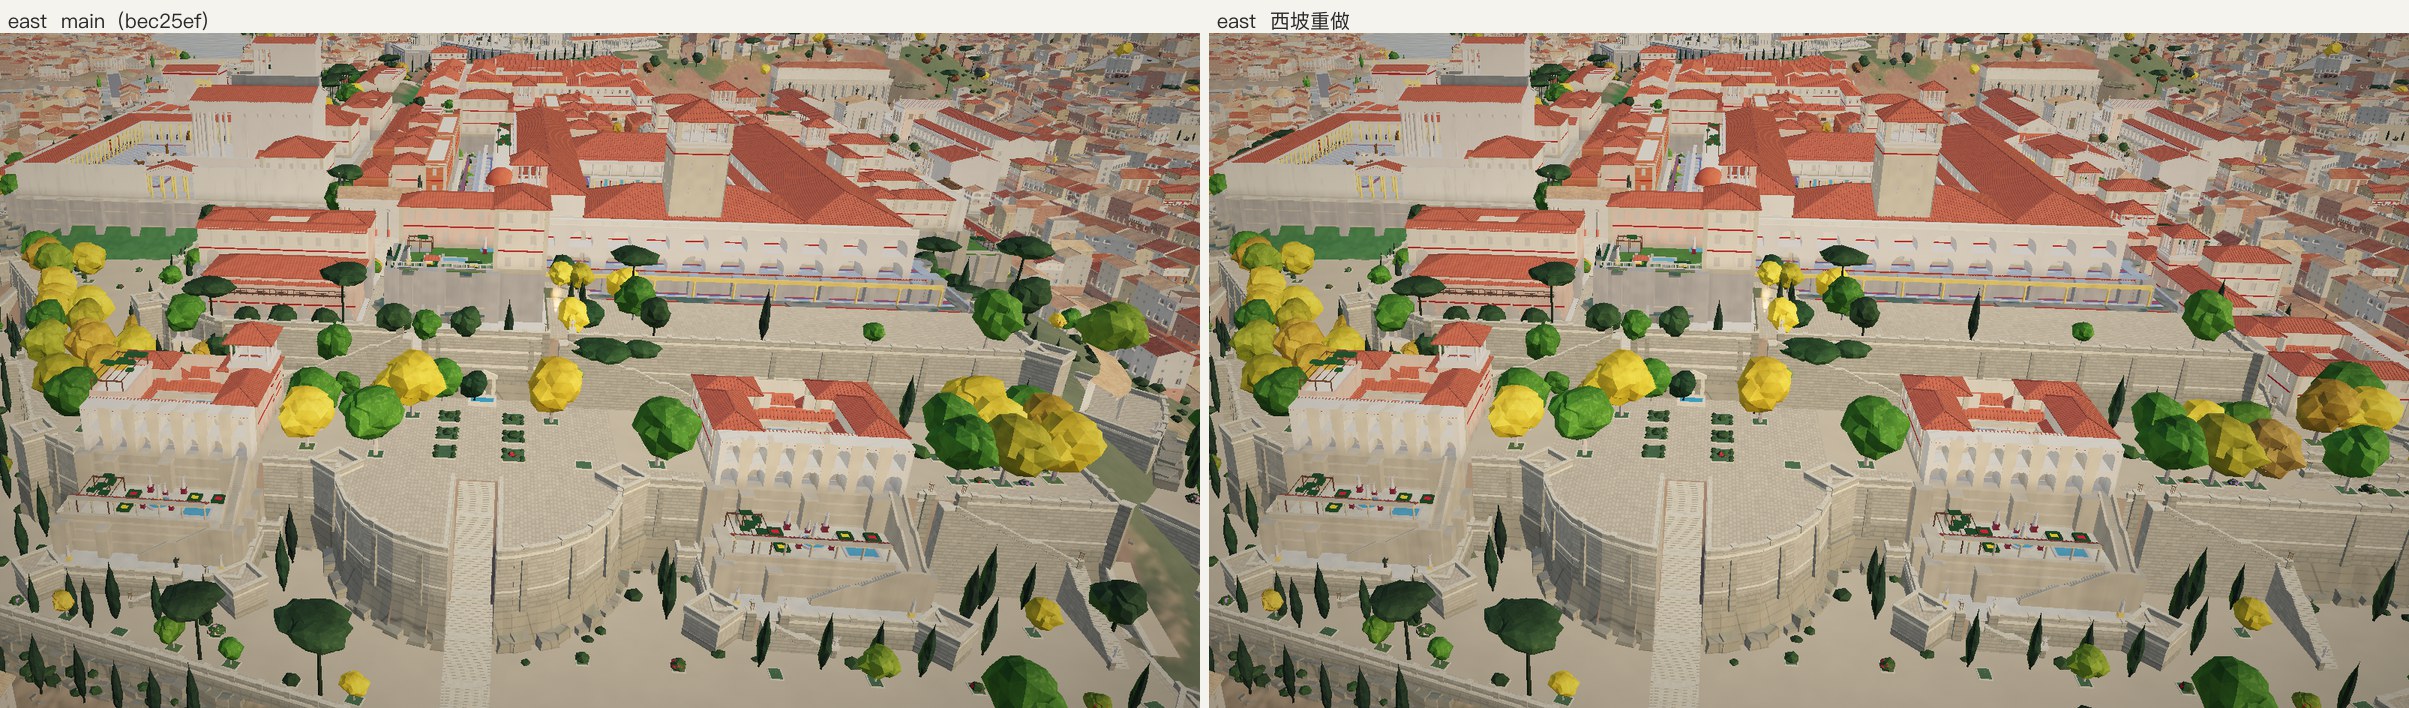 east main (bec25ef)
east 西坡重做